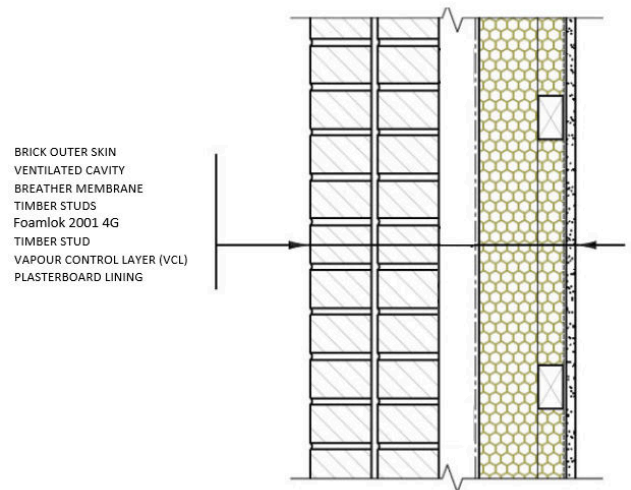 BRICK OUTER SKIN
VENTILATED CAVITY
BREATHER MEMBRANE
TIMBER STUDS
Foamlok 2001 4G
TIMBER STUD
VAPOUR CONTROL LAYER (VCL)
PLASTERBOARD LINING